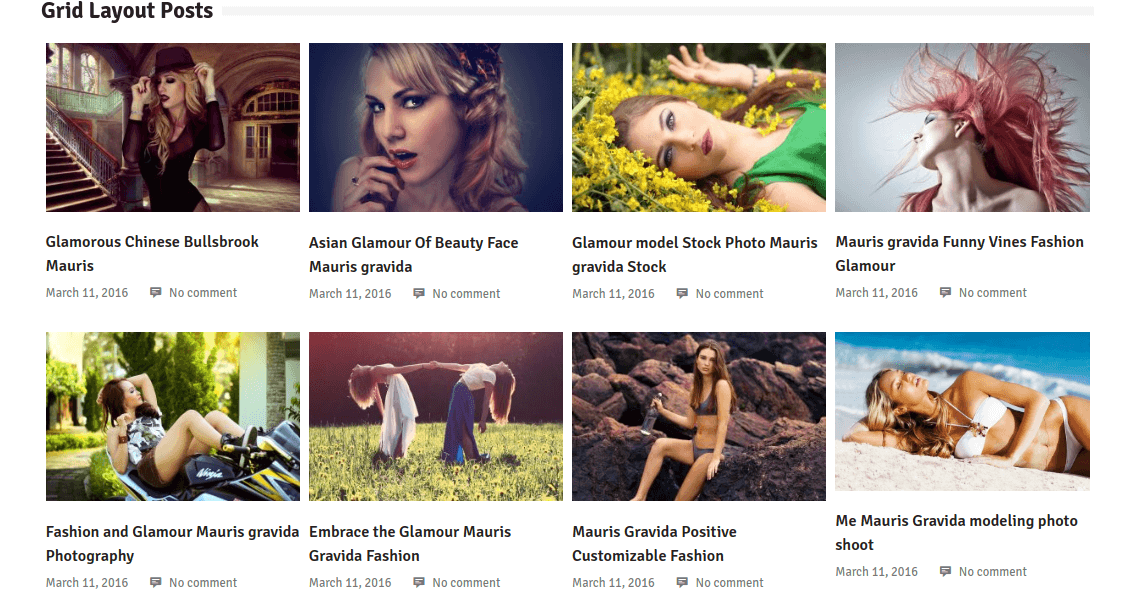 Grid Layout Posts
Glamorous Chinese Bullsbrook
Mauris
March 11, 2016 No comment
Asian Glamour Of Beauty Face
Mauris gravida
March 11, 2016 No comment
Glamour model Stock Photo Mauris
gravida Stock
March 11, 2016 No comment
Mauris gravida Funny Vines Fashion
Glamour
March 11, 2016 No comment
Ninja
Fashion and Glamour Mauris gravida
Photography
March 11, 2016 No comment
Embrace the Glamour Mauris
Gravida Fashion
March 11, 2016 No comment
Mauris Gravida Positive
Customizable Fashion
March 11, 2016 No comment
Me Mauris Gravida modeling photo
shoot
March 11, 2016 No comment